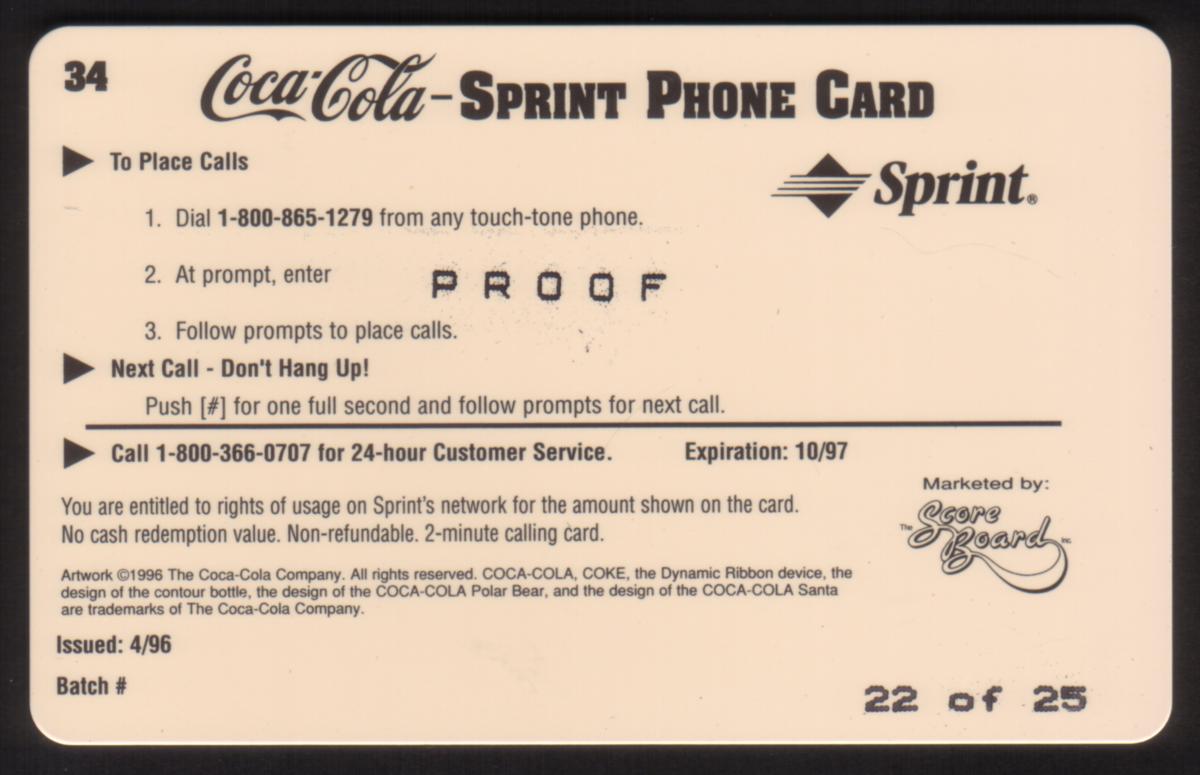 34
Coca-Cola – SPRINT PHONE CARD
To Place Calls
Sprint®
1. Dial 1-800-865-1279 from any touch-tone phone.
2. At prompt, enter PROOF
3. Follow prompts to place calls.
Next Call - Don't Hang Up!
Push [#] for one full second and follow prompts for next call.
Call 1-800-366-0707 for 24-hour Customer Service. Expiration: 10/97
You are entitled to rights of usage on Sprint's network for the amount shown on the card.
No cash redemption value. Non-refundable. 2-minute calling card.
Marketed by:
The Score
Board Inc.
Artwork ©1996 The Coca-Cola Company. All rights reserved. COCA-COLA, COKE, the Dynamic Ribbon device, the
design of the contour bottle, the design of the COCA-COLA Polar Bear, and the design of the COCA-COLA Santa
are trademarks of The Coca-Cola Company.
Issued: 4/96
Batch #
22 of 25